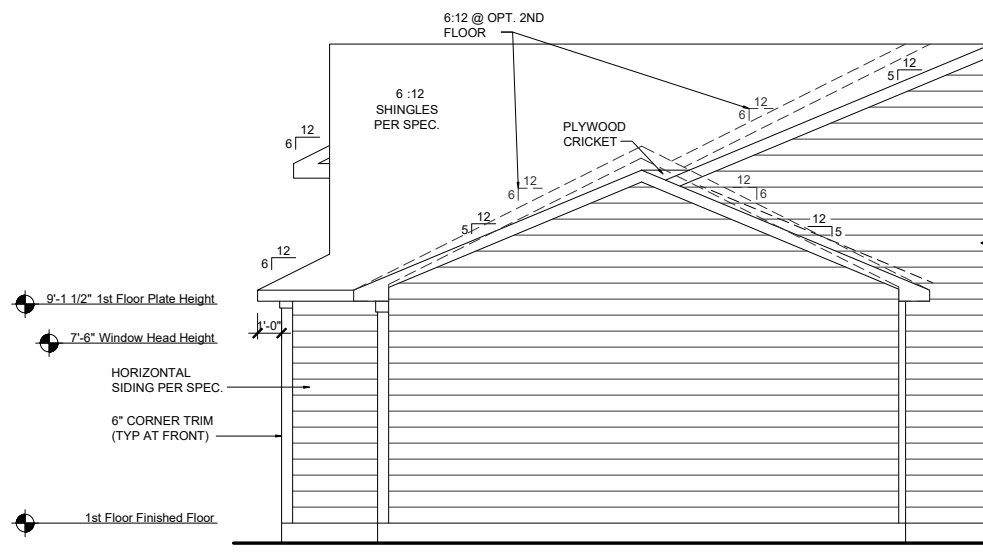 6:12 @ OPT. 2ND
FLOOR
12
5
6 :12
SHINGLES
PER SPEC.
12
6
PLYWOOD
CRICKET
12
6
12
6
12
6
12
5
12
5
12
6
9'-1 1/2" 1st Floor Plate Height
1'-0"
7'-6" Window Head Height
HORIZONTAL
SIDING PER SPEC.
6" CORNER TRIM
(TYP AT FRONT)
1st Floor Finished Floor